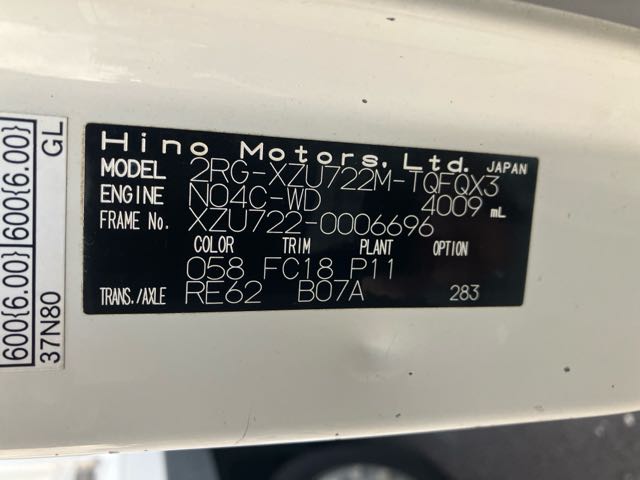 Hino Motors, Ltd. JAPAN
MODEL 2RG-XZU722M-TQFQX3
ENGINE N04C-WD 4009 mL
FRAME No. XZU722-0006696
COLOR TRIM PLANT OPTION
058 FC18 P11
TRANS./AXLE RE62 B07A 283
600{6.00} 600{6.00}
37N80 GL